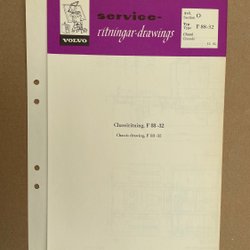 service-
ritningar-drawings
VOLVO
Avd.
Section
O
Typ
Type
F 88-32
Chassi
Chassis
Chassiritning, F 88-32
Chassis drawing, F 88-32